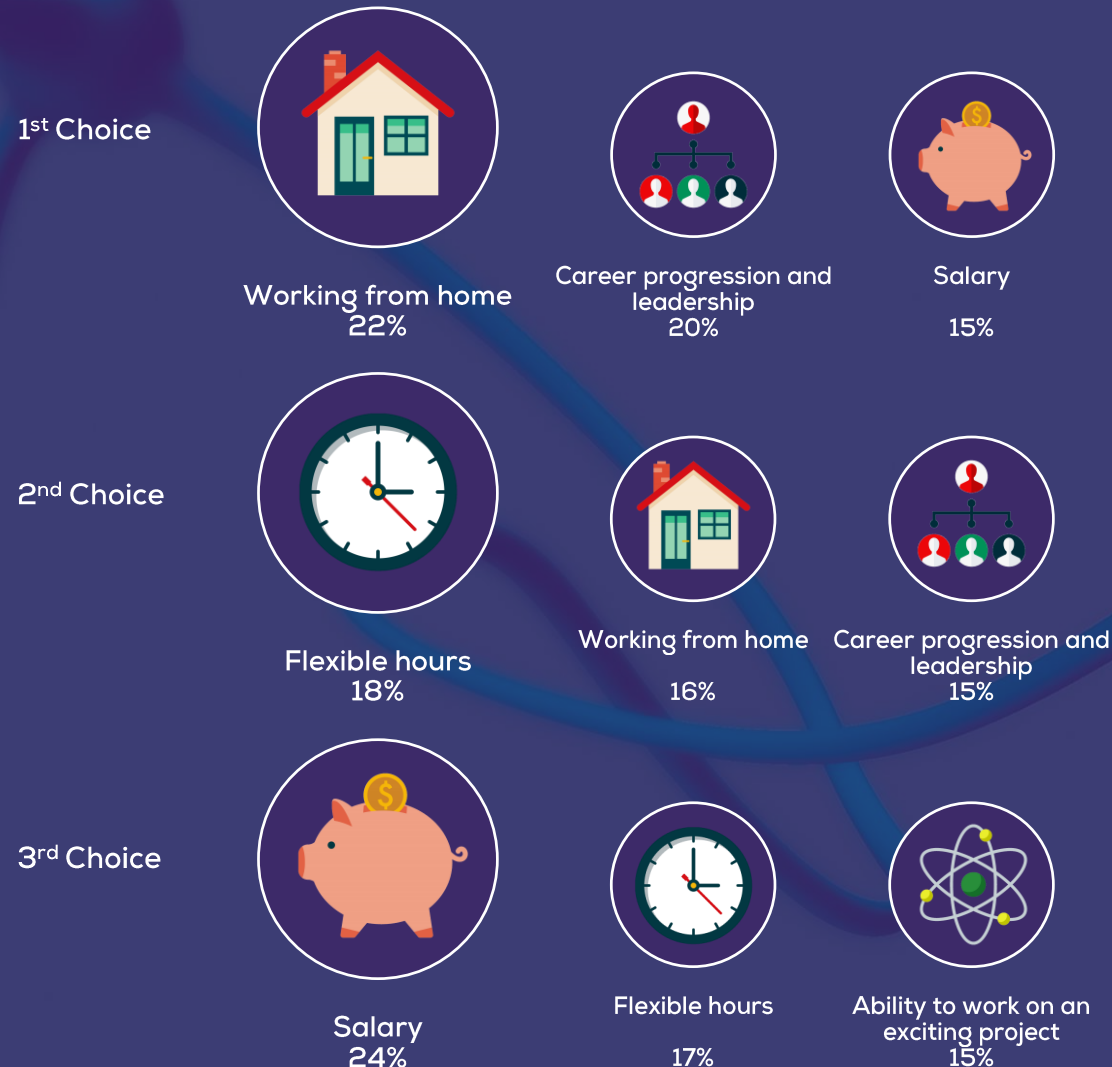 1st Choice
Working from home
22%
Career progression and
leadership
20%
Salary
15%
2nd Choice
Flexible hours
18%
Working from home
16%
Career progression and
leadership
15%
3rd Choice
Salary
24%
Flexible hours
17%
Ability to work on an
exciting project
15%